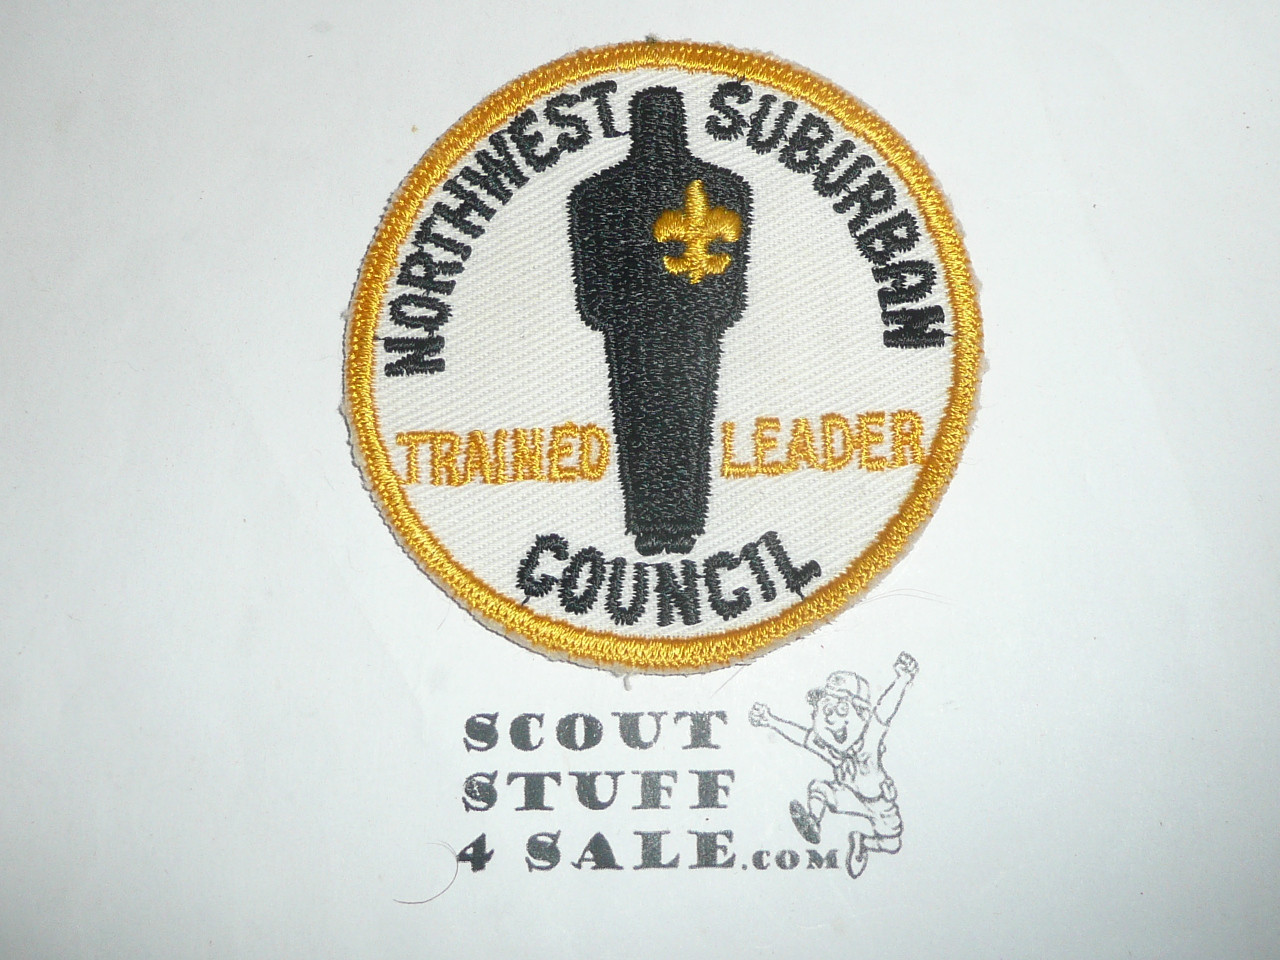 NORTHWEST SUBURBAN
TRAINED LEADER
COUNCIL
SCOUT
STUFF
4 SALE.COM